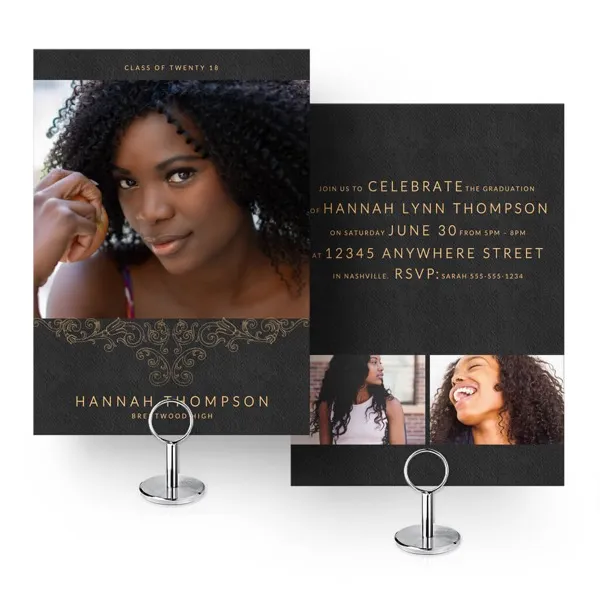 CLASS OF TWENTY 18
HANNAH THOMPSON
BRENTWOOD HIGH
JOIN US TO CELEBRATE THE GRADUATION
OF HANNAH LYNN THOMPSON
ON SATURDAY JUNE 30 FROM 5PM – 8PM
AT 12345 ANYWHERE STREET
IN NASHVILLE. RSVP: SARAH 555-555-1234